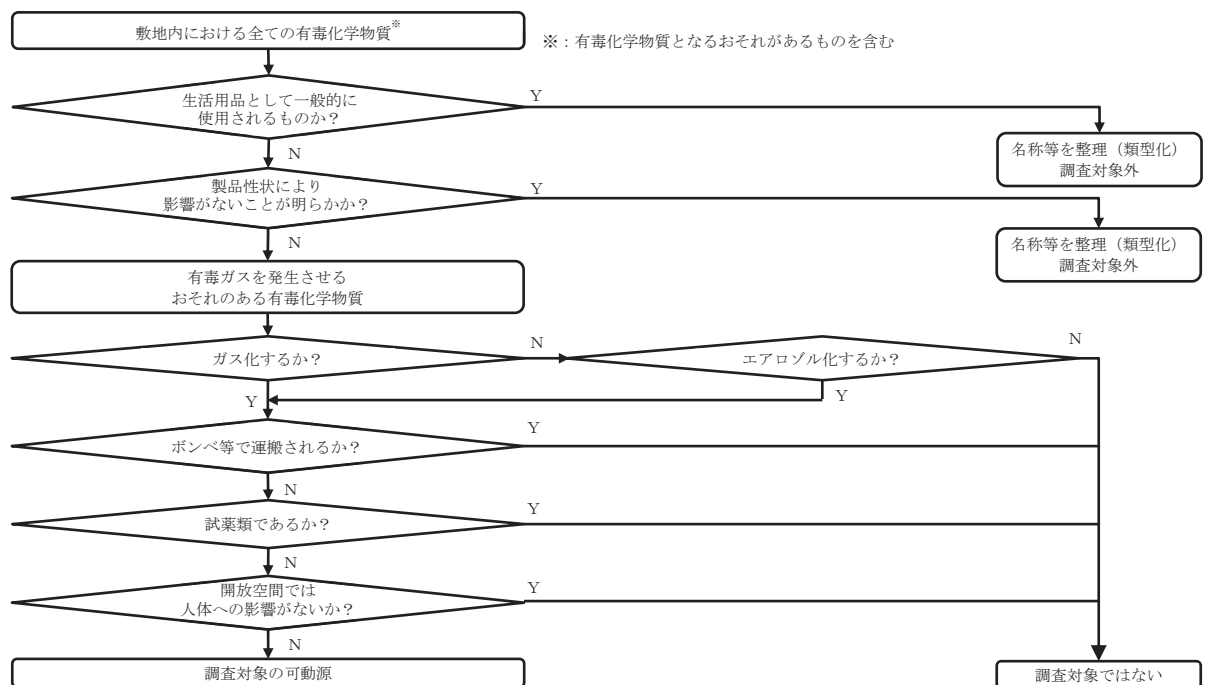 敷地内における全ての有毒化学物質※
※：有毒化学物質となるおそれがあるものを含む
生活用品として一般的に
使用されるものか？
Y
N
名称等を整理（類型化）
調査対象外
製品性状により
影響がないことが明らかか？
Y
N
名称等を整理（類型化）
調査対象外
有毒ガスを発生させる
おそれのある有毒化学物質
ガス化するか？
N
エアロゾル化するか？
N
Y
Y
ボンベ等で運搬されるか？
Y
N
試薬類であるか？
Y
N
開放空間では
人体への影響がないか？
Y
N
調査対象の可動源
調査対象ではない